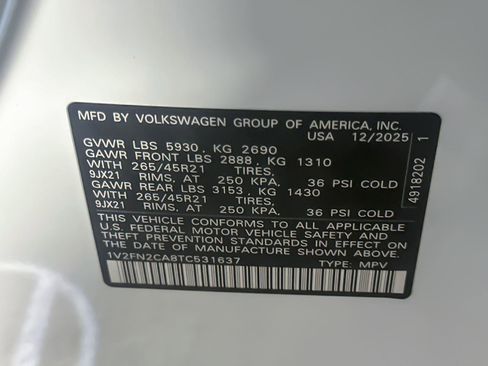 MFD BY VOLKSWAGEN GROUP OF AMERICA, INC.
USA 12/2025
GVWR LBS 5930, KG 2690
GAWR FRONT LBS 2888, KG 1310
WITH 265/45R21 TIRES,
9JX21 RIMS, AT 250 KPA, 36 PSI COLD
GAWR REAR LBS 3153, KG 1430
WITH 265/45R21 TIRES,
9JX21 RIMS, AT 250 KPA, 36 PSI COLD
THIS VEHICLE CONFORMS TO ALL APPLICABLE
U.S. FEDERAL MOTOR VEHICLE SAFETY AND
THEFT PREVENTION STANDARDS IN EFFECT ON
THE DATE OF MANUFACTURE SHOWN ABOVE.
1V2FN2CA8TC531637
TYPE: MPV
4918202 1